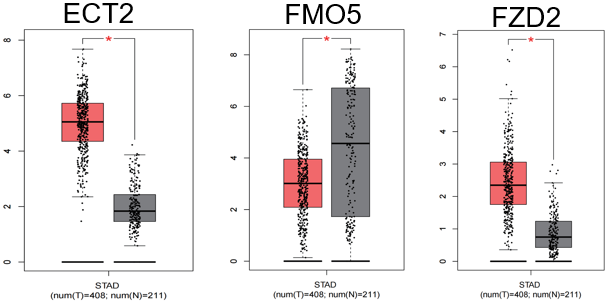 ECT2
FMO5
FZD2
*
*
*
8
6
4
2
0
8
6
4
2
0
7
6
5
4
3
2
1
0
STAD
(num(T)=408; num(N)=211)
STAD
(num(T)=408; num(N)=211)
STAD
(num(T)=408; num(N)=211)